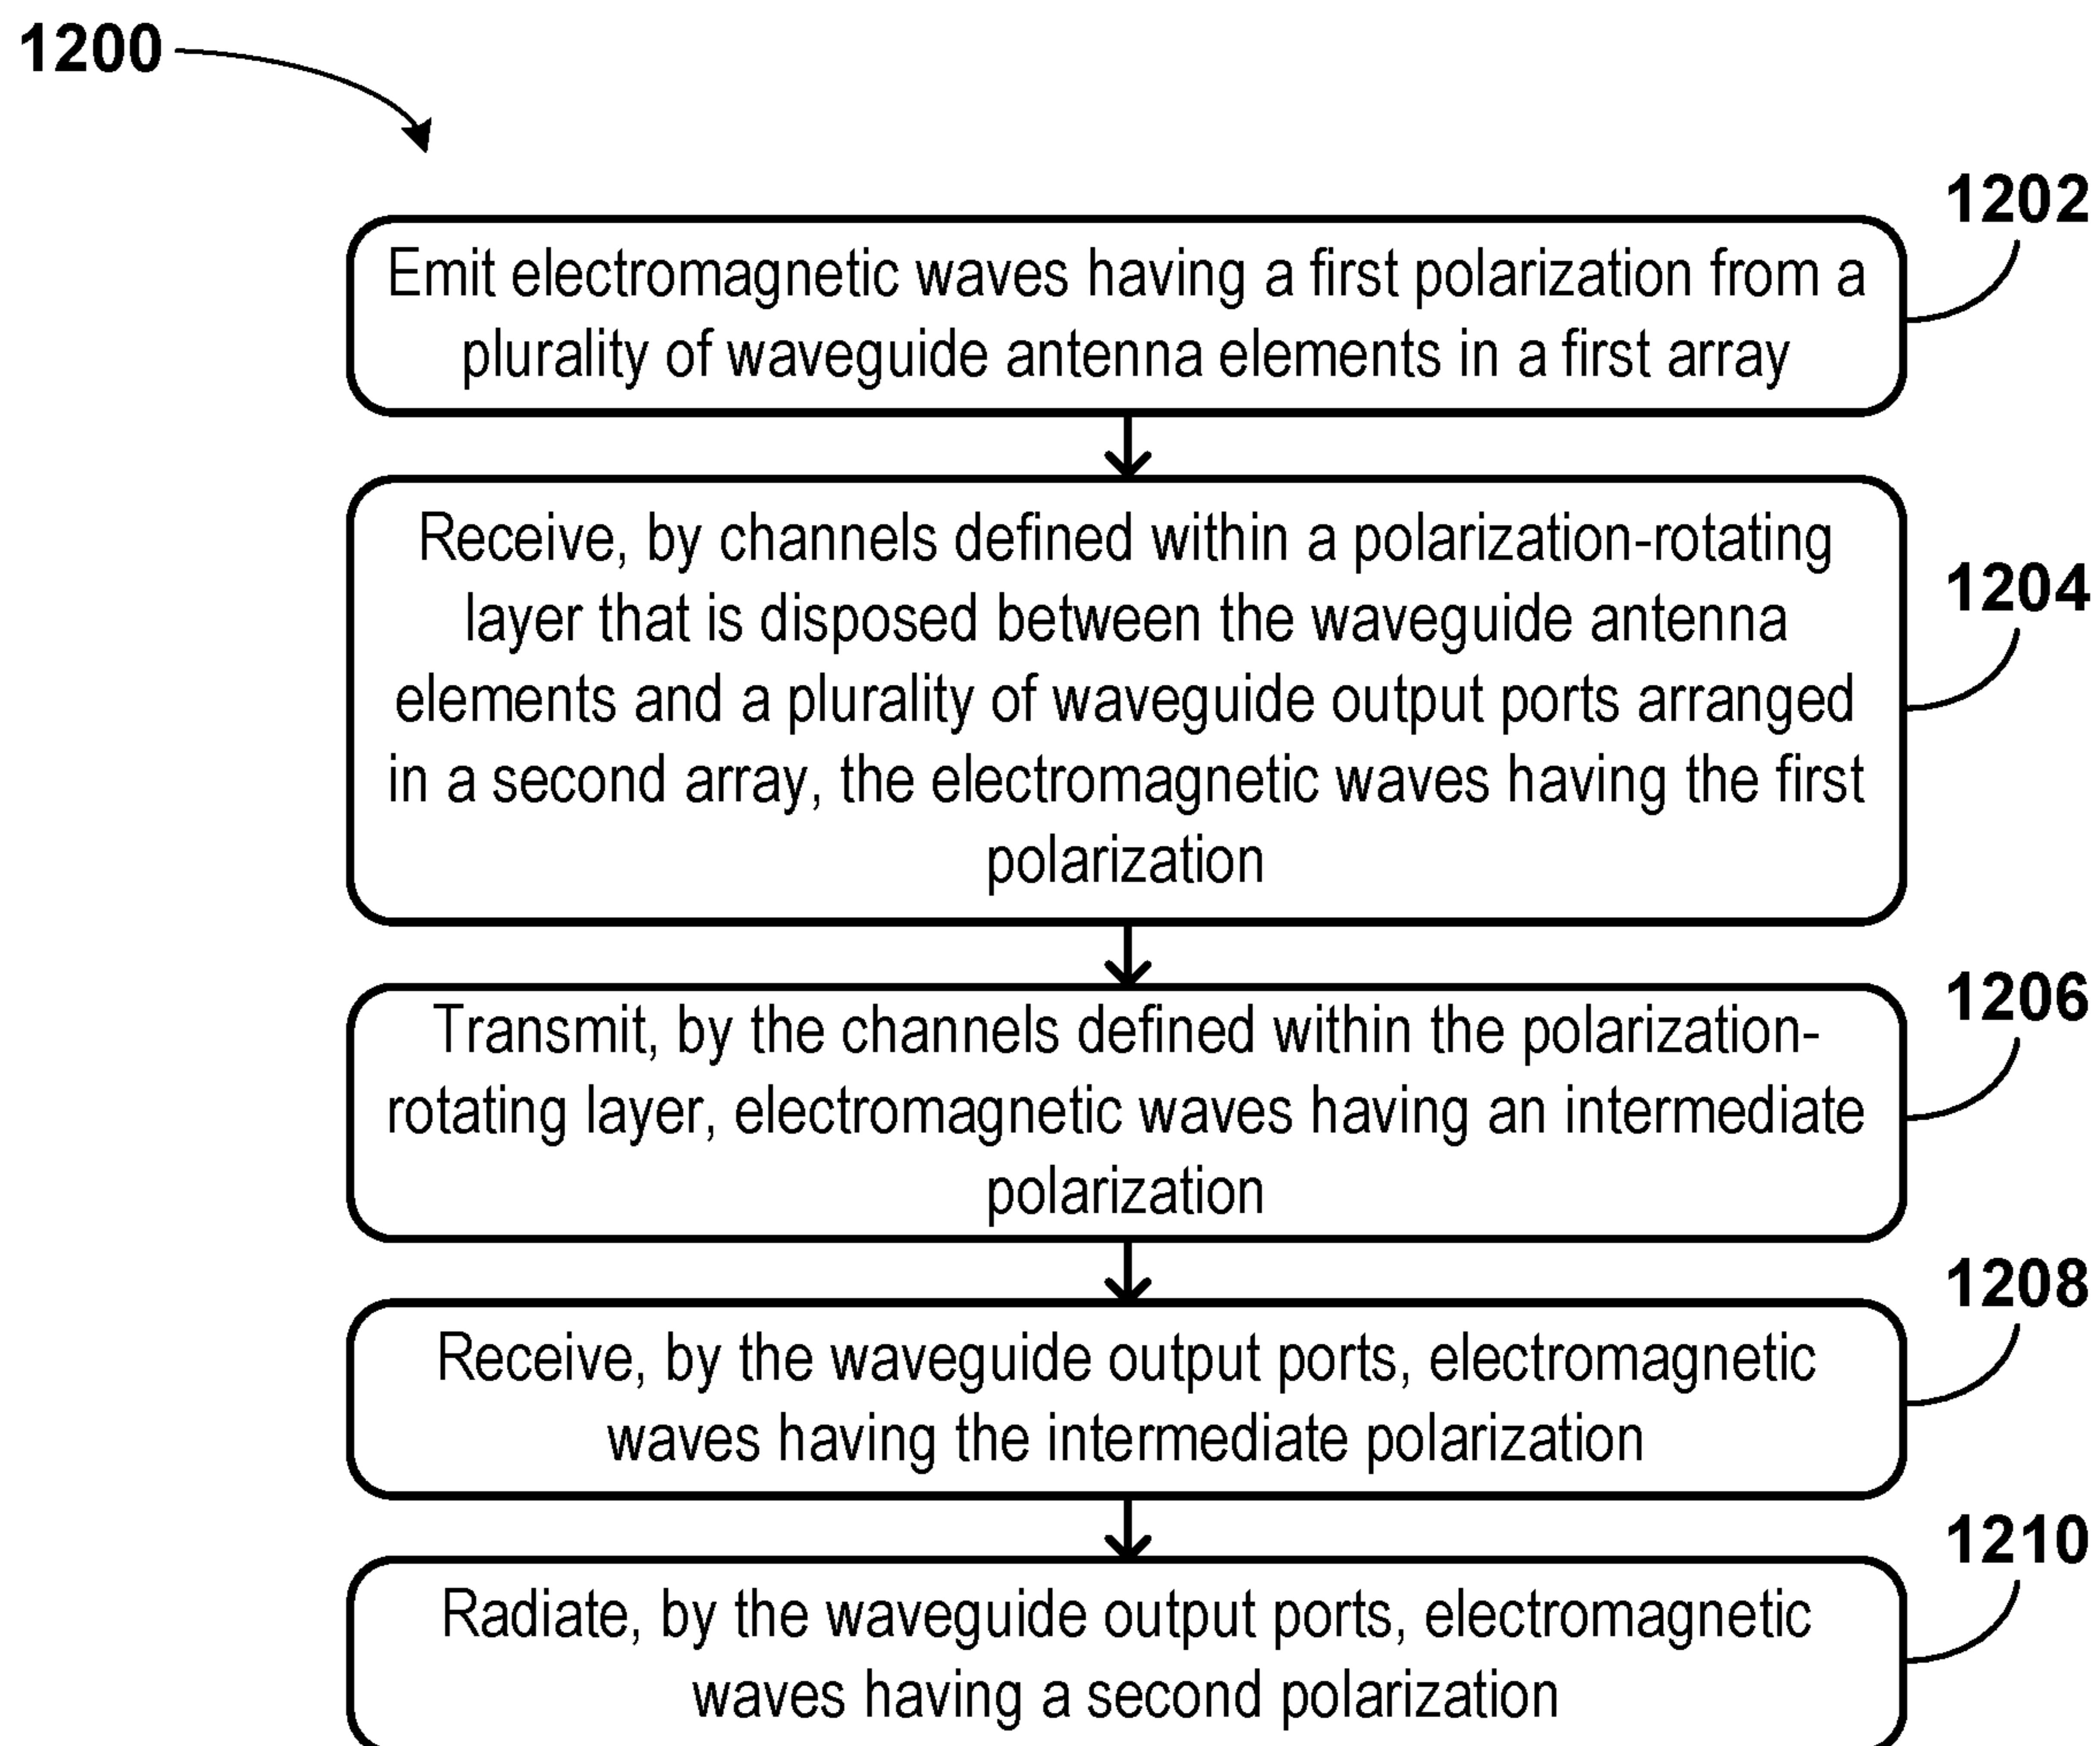 1200
1202
Emit electromagnetic waves having a first polarization from a
plurality of waveguide antenna elements in a first array
Receive, by channels defined within a polarization-rotating
layer that is disposed between the waveguide antenna
elements and a plurality of waveguide output ports arranged
in a second array, the electromagnetic waves having the first
polarization
1204
Transmit, by the channels defined within the polarization-
rotating layer, electromagnetic waves having an intermediate
polarization
1206
Receive, by the waveguide output ports, electromagnetic
waves having the intermediate polarization
1208
Radiate, by the waveguide output ports, electromagnetic
waves having a second polarization
1210